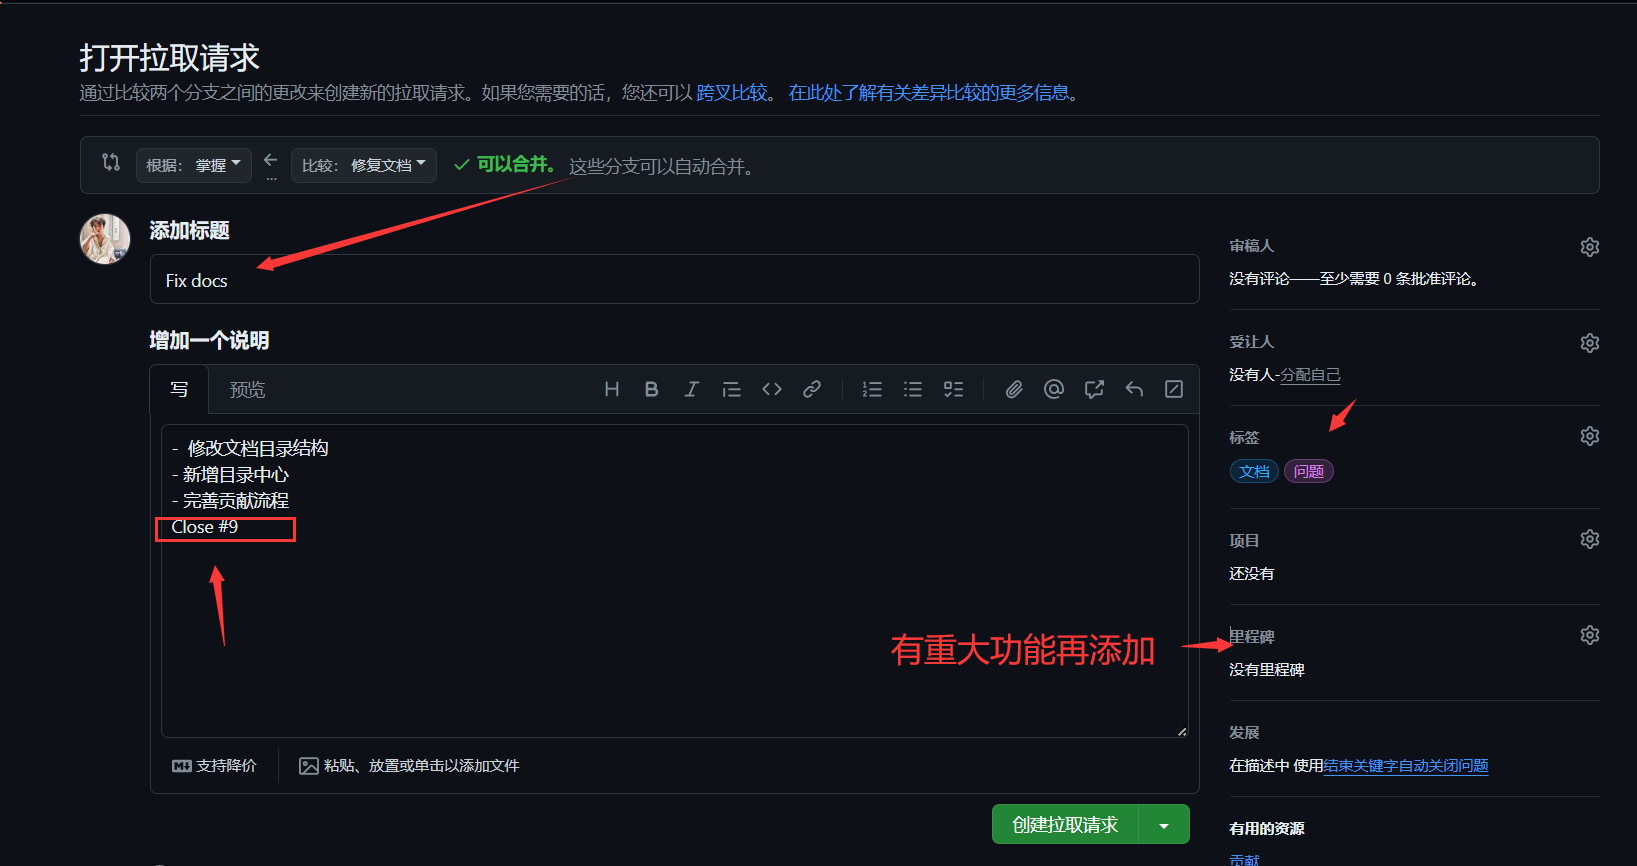 打开拉取请求
通过比较两个分支之间的更改来创建新的拉取请求。如果您需要的话，您还可以 跨叉比较。 在此处了解有关差异比较的更多信息。
根据： 掌握
...
比较： 修复文档
可以合并。 这些分支可以自动合并。
添加标题
Fix docs
增加一个说明
写 预览
- 修改文档目录结构
- 新增目录中心
- 完善贡献流程
Close #9
有重大功能再添加
支持降价
粘贴、放置或单击以添加文件
创建拉取请求
审稿人
没有评论——至少需要 0 条批准评论。
受让人
没有人-分配自己
标签
文档 问题
项目
还没有
里程碑
没有里程碑
发展
在描述中 使用结束关键字自动关闭问题
有用的资源
贡献